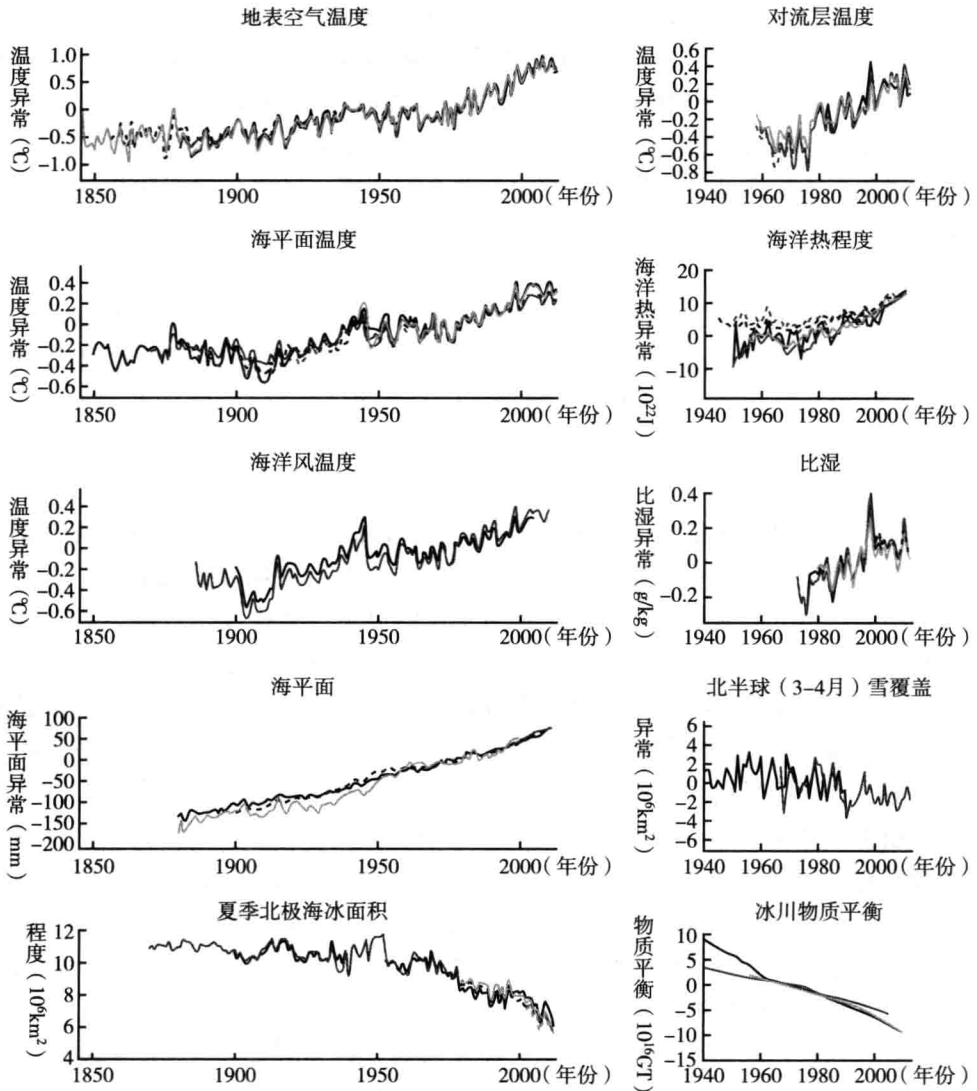 地表空气温度
温度异常（℃）
1.0
0.5
0
-0.5
-1.0
1850 1900 1950 2000（年份）
对流层温度
温度异常（℃）
0.6
0.4
0.2
0
-0.2
-0.4
-0.6
-0.8
1940 1960 1980 2000（年份）
海平面温度
温度异常（℃）
0.4
0.2
0
-0.2
-0.4
-0.6
1850 1900 1950 2000（年份）
海洋热程度
海洋热异常（10²²J）
20
10
0
-10
1940 1960 1980 2000（年份）
海洋风温度
温度异常（℃）
0.4
0.2
0
-0.2
-0.4
-0.6
1850 1900 1950 2000（年份）
比湿
比湿异常（g/kg）
0.4
0.2
0
-0.2
1940 1960 1980 2000（年份）
海平面
海平面异常（mm）
100
50
0
-50
-100
-150
-200
1850 1900 1950 2000（年份）
北半球（3-4月）雪覆盖
异常（10⁶km²）
6
4
2
0
-2
-4
-6
1940 1960 1980 2000（年份）
夏季北极海冰面积
程度（10⁶km²）
12
10
8
6
4
1850 1900 1950 2000（年份）
冰川物质平衡
物质平衡（10¹⁶GT）
10
5
0
-5
-10
-15
1940 1960 1980 2000（年份）